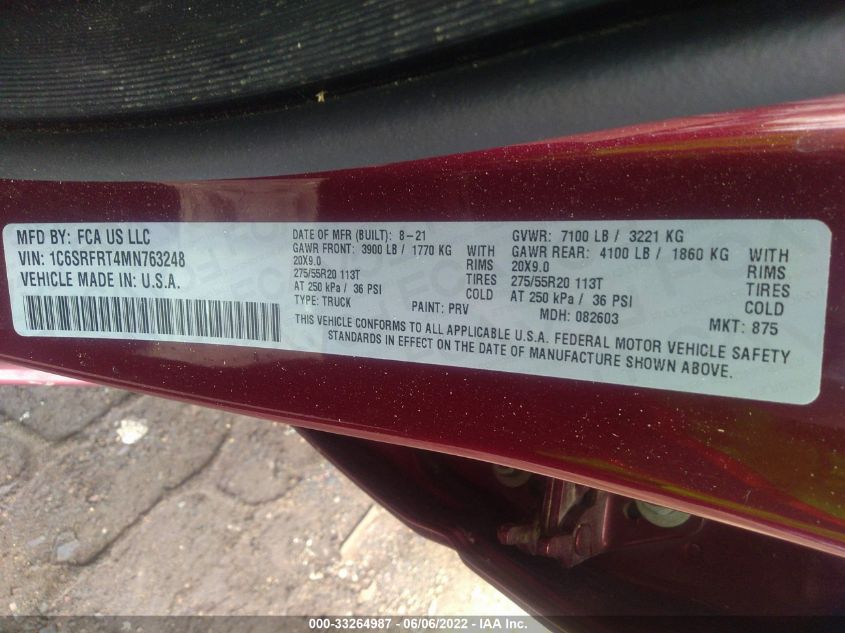 MFD BY: FCA US LLC
VIN: 1C6SRFRT4MN763248
VEHICLE MADE IN: U.S.A.
DATE OF MFR (BUILT): 8-21
GAWR FRONT: 3900 LB / 1770 KG WITH
20X9.0 RIMS
275/55R20 113T TIRES
AT 250 kPa / 36 PSI COLD
TYPE: TRUCK PAINT: PRV
GVWR: 7100 LB / 3221 KG
GAWR REAR: 4100 LB / 1860 KG WITH
20X9.0 RIMS
275/55R20 113T TIRES
AT 250 kPa / 36 PSI COLD
MDH: 082603 MKT: 875
THIS VEHICLE CONFORMS TO ALL APPLICABLE U.S.A. FEDERAL MOTOR VEHICLE SAFETY
STANDARDS IN EFFECT ON THE DATE OF MANUFACTURE SHOWN ABOVE.
000-33264987 - 06/06/2022 - IAA Inc.